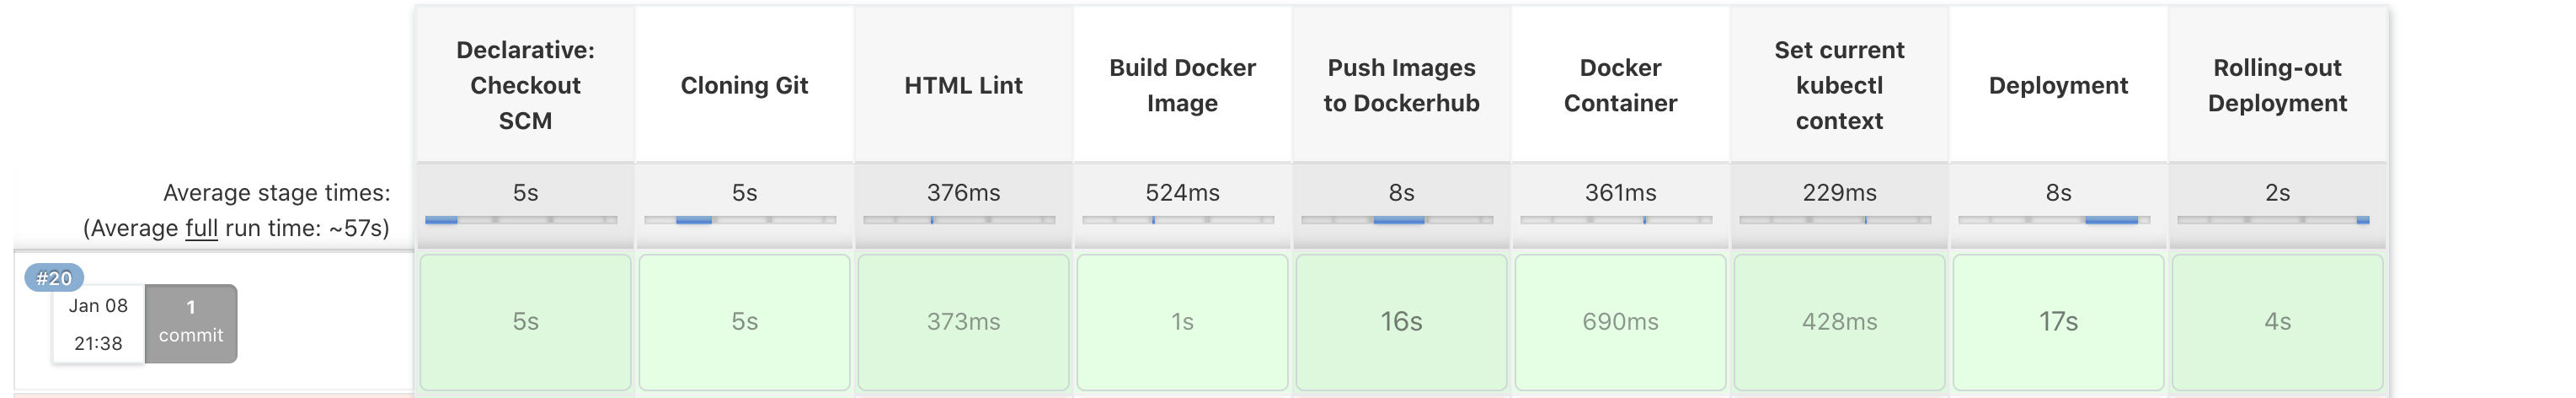 Declarative:
Checkout
SCM
Cloning Git
HTML Lint
Build Docker
Image
Push Images
to Dockerhub
Docker
Container
Set current
kubectl
context
Deployment
Rolling-out
Deployment
Average stage times:
(Average full run time: ~57s)
5s
5s
376ms
524ms
8s
361ms
229ms
8s
2s
#20
Jan 08
21:38
1
commit
5s
5s
373ms
1s
16s
690ms
428ms
17s
4s